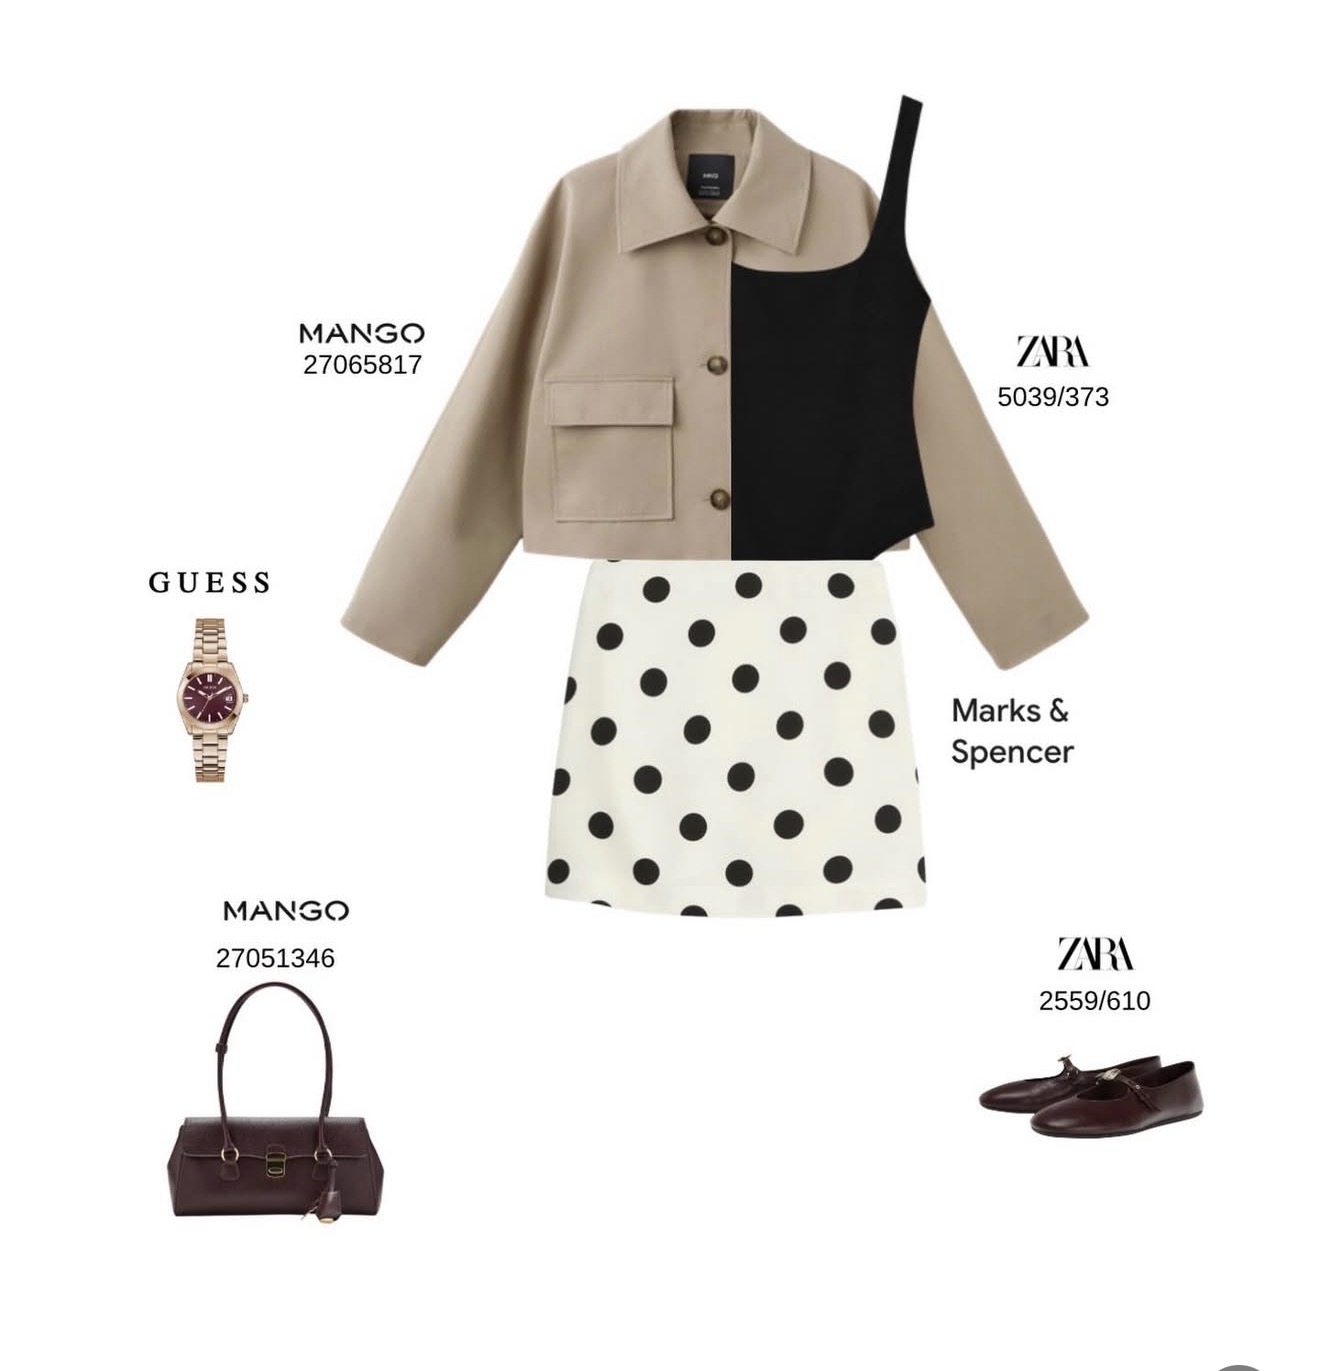 MANGO
27065817
ZARA
5039/373
GUESS
Marks &
Spencer
MANGO
27051346
ZARA
2559/610